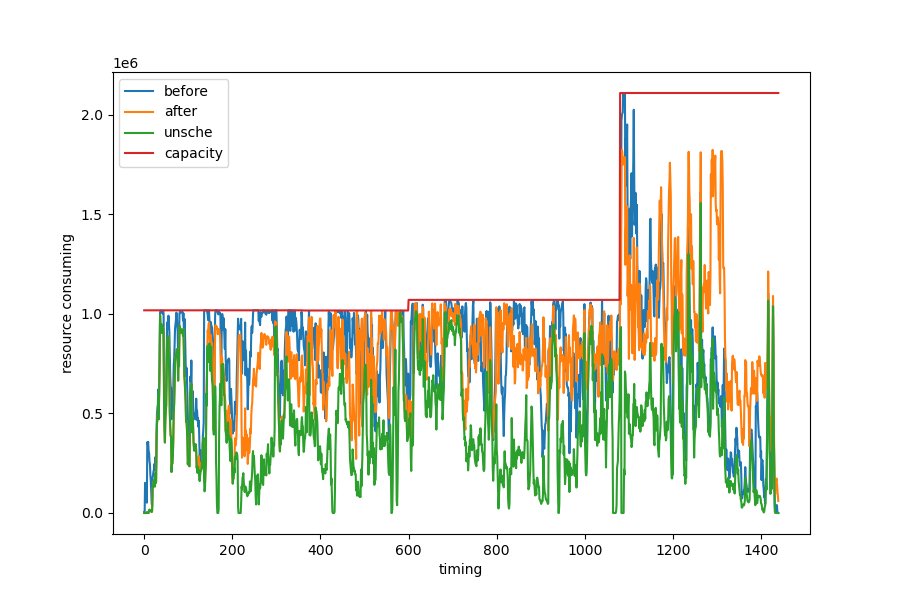 1e6
before
after
unsche
capacity
2.0
1.5
1.0
0.5
0.0
resource consuming
0 200 400 600 800 1000 1200 1400
timing